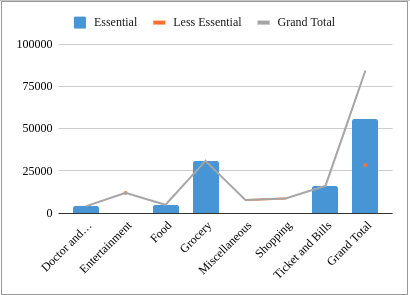 Essential Less Essential Grand Total
100000
75000
50000
25000
0
Doctor and...
Entertainment
Food
Grocery
Miscellaneous
Shopping
Ticket and Bills
Grand Total